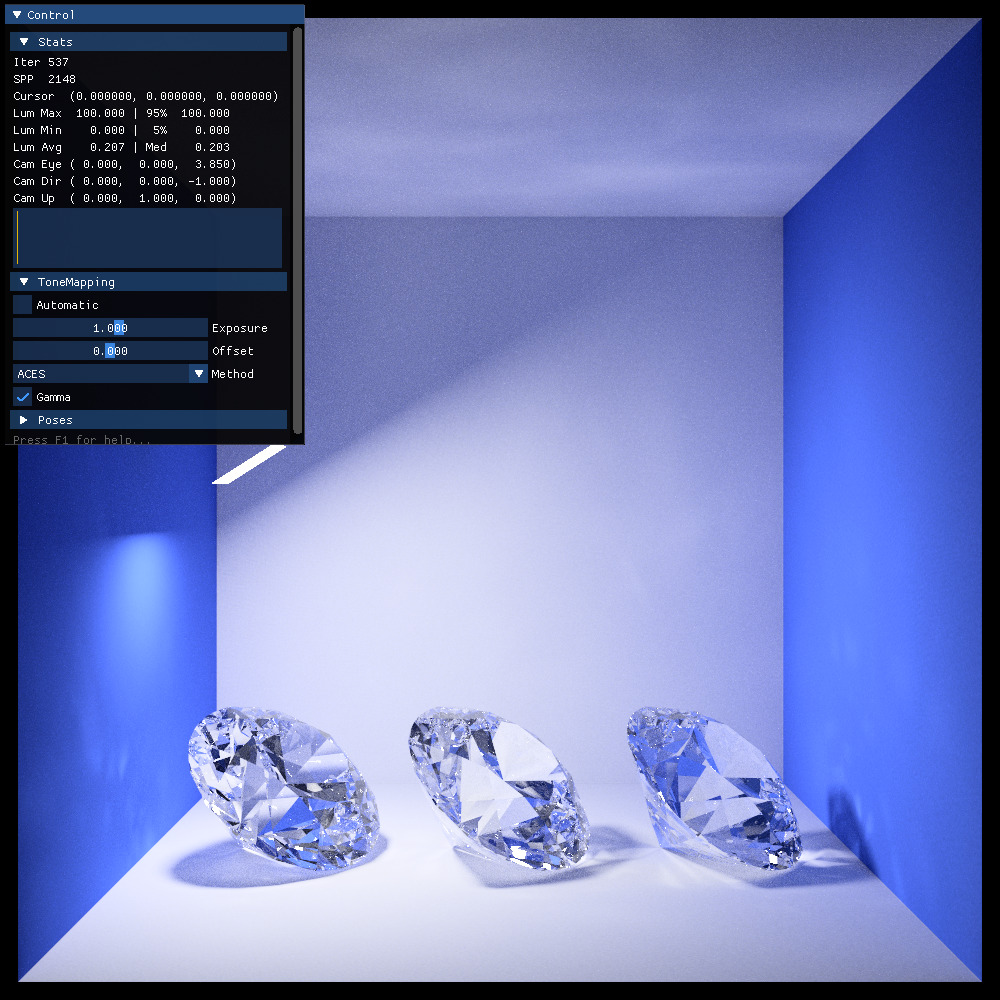 Control
Stats
Iter 537
SPP 2148
Cursor (0.000000, 0.000000, 0.000000)
Lum Max 100.000 | 95% 100.000
Lum Min 0.000 | 5% 0.000
Lum Avg 0.207 | Med 0.203
Cam Eye ( 0.000, 0.000, 3.850)
Cam Dir ( 0.000, 0.000, -1.000)
Cam Up ( 0.000, 1.000, 0.000)
ToneMapping
Automatic
1.000 Exposure
0.000 Offset
ACES Method
Gamma
Poses
Press F1 for help...